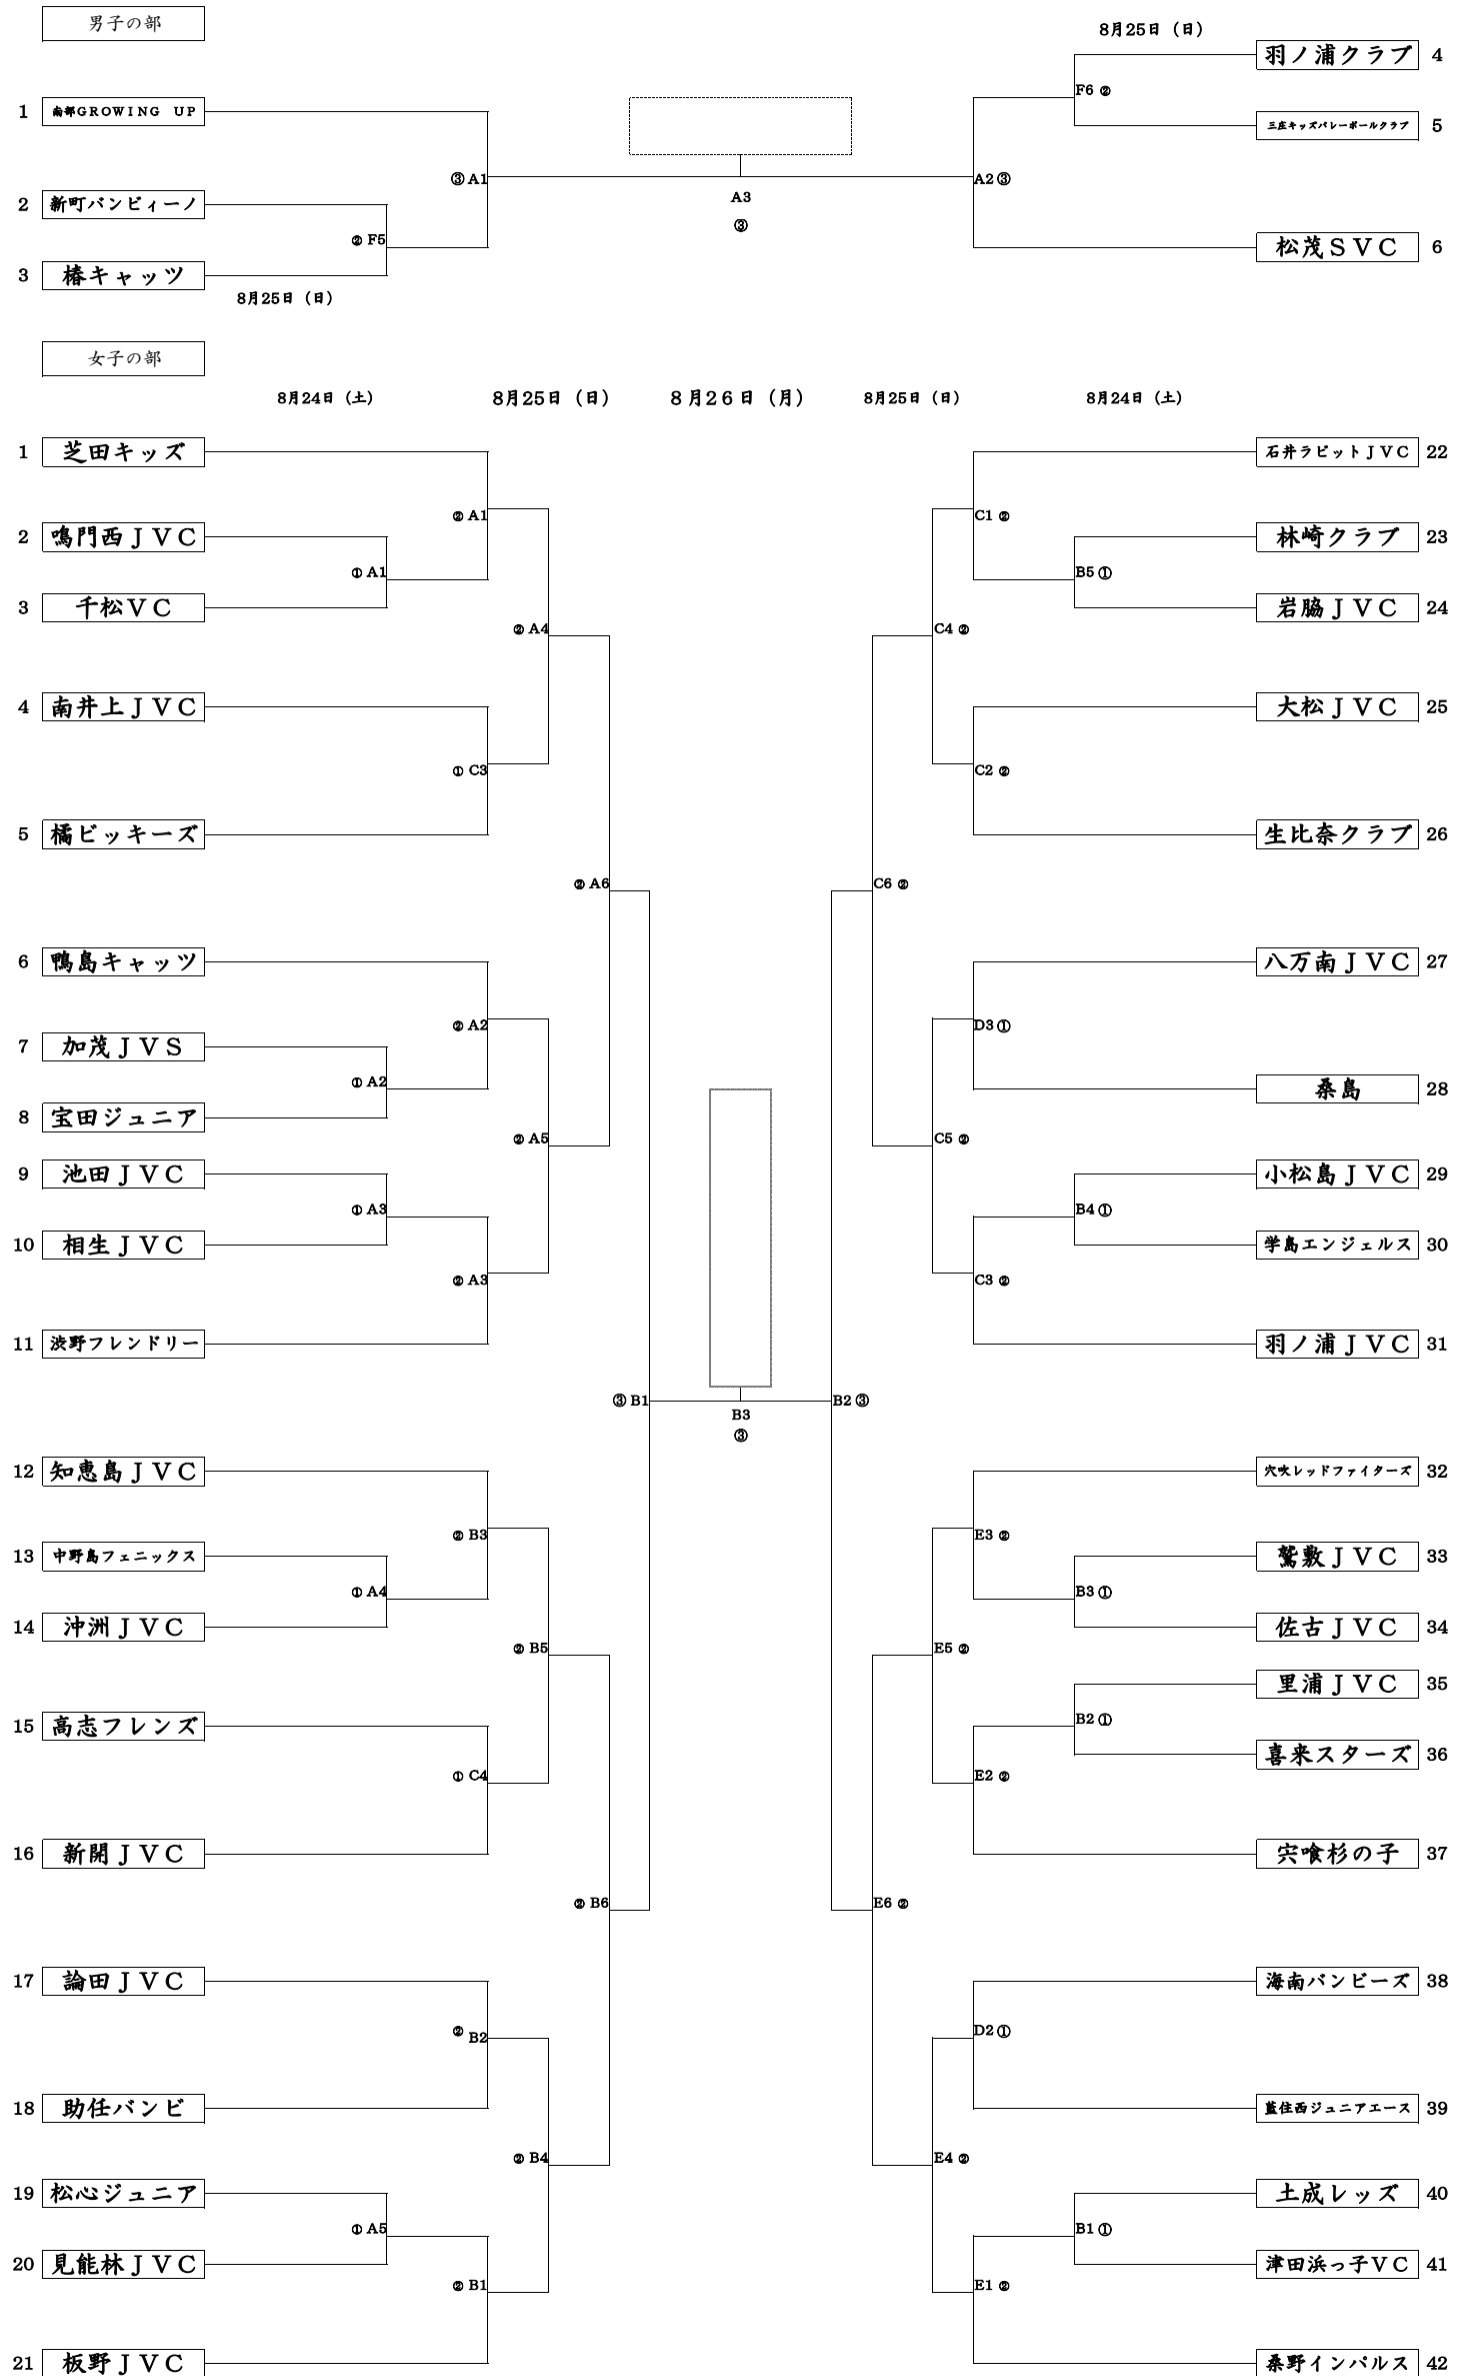 男子の部
8月25日（日）
羽ノ浦クラブ 4
F6 ②
1 南部GROWING UP
三庄キッズバレーボールクラブ 5
③ A1
A2 ③
A3
③
2 新町バンビィーノ
② F5
松茂SVC 6
3 椿キャッツ
8月25日（日）
女子の部
8月24日（土） 8月25日（日） 8月26日（月） 8月25日（日） 8月24日（土）
1 芝田キッズ
石井ラビットJVC 22
② A1
C1 ②
2 鳴門西JVC
林崎クラブ 23
① A1
B5 ①
3 千松VC
岩脇JVC 24
② A4
C4 ②
4 南井上JVC
大松JVC 25
① C3
C2 ②
5 橘ビッキーズ
生比奈クラブ 26
② A6
C6 ②
6 鴨島キャッツ
八万南JVC 27
② A2
D3 ①
7 加茂JVS
① A2
桑島 28
8 宝田ジュニア
② A5
C5 ②
9 池田JVC
小松島JVC 29
① A3
B4 ①
10 相生JVC
学島エンジェルス 30
② A3
C3 ②
11 渋野フレンドリー
羽ノ浦JVC 31
③ B1
B2 ③
B3
③
12 知恵島JVC
穴吹レッドファイターズ 32
② B3
E3 ②
13 中野島フェニックス
鷲敷JVC 33
① A4
B3 ①
14 沖洲JVC
佐古JVC 34
② B5
E5 ②
里浦JVC 35
15 高志フレンズ
B2 ①
喜来スターズ 36
① C4
E2 ②
16 新開JVC
宍喰杉の子 37
② B6
E6 ②
17 論田JVC
海南バンビーズ 38
② B2
D2 ①
18 助任バンビ
藍住西ジュニアエース 39
② B4
E4 ②
19 松心ジュニア
土成レッズ 40
① A5
B1 ①
20 見能林JVC
津田浜っ子VC 41
② B1
E1 ②
21 板野JVC
桑野インパルス 42